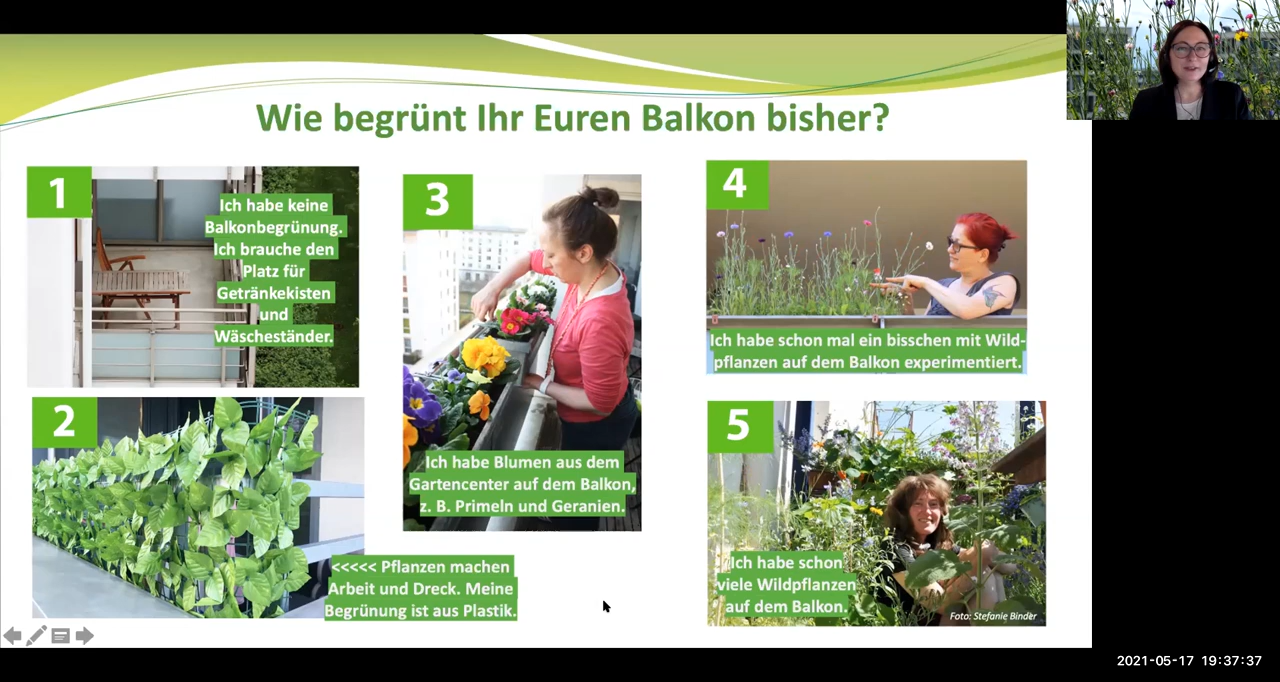 Wie begrünt Ihr Euren Balkon bisher?
1
Ich habe keine
Balkonbegrünung.
Ich brauche den
Platz für
Getränkekisten
und
Wäscheständer.
2
<<<<< Pflanzen machen
Arbeit und Dreck. Meine
Begrünung ist aus Plastik.
3
Ich habe Blumen aus dem
Gartencenter auf dem Balkon,
z. B. Primeln und Geranien.
4
Ich habe schon mal ein bisschen mit Wild-
pflanzen auf dem Balkon experimentiert.
5
Ich habe schon
viele Wildpflanzen
auf dem Balkon.
Foto: Stefanie Binder
2021-05-17 19:37:37